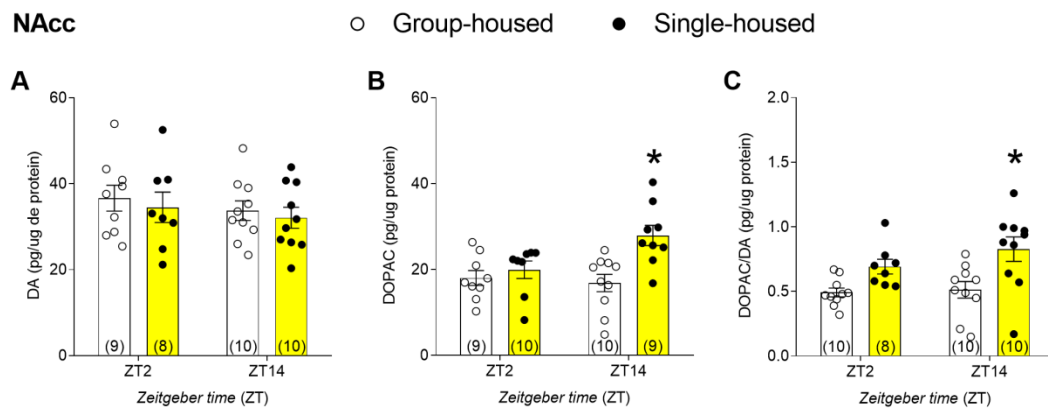 NAcc
Group-housed
Single-housed
A
DA (pg/ug de protein)
60
40
20
0
(9)
(8)
(10)
(10)
ZT2
ZT14
Zeitgeber time (ZT)
B
DOPAC (pg/ug protein)
60
40
20
0
*
(9)
(10)
(10)
(9)
ZT2
ZT14
Zeitgeber time (ZT)
C
DOPAC/DA (pg/ug protein)
2.0
1.5
1.0
0.5
0.0
*
(10)
(8)
(10)
(10)
ZT2
ZT14
Zeitgeber time (ZT)